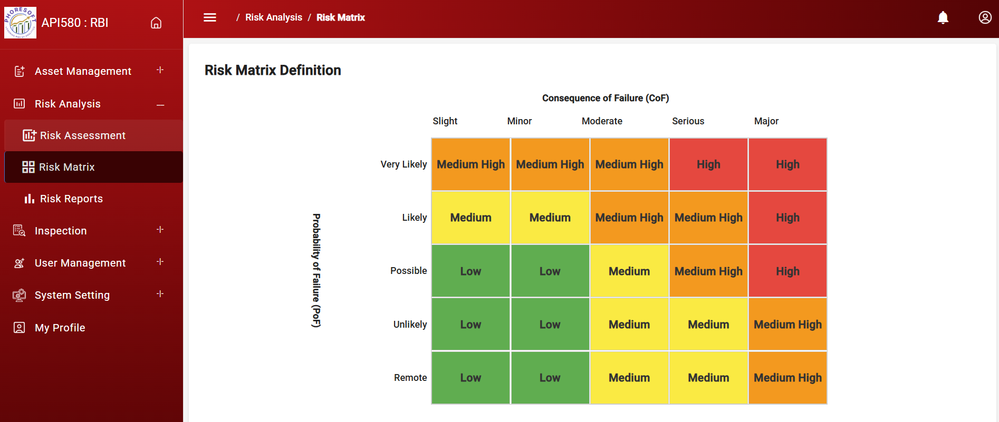 PHORESOFT
API580 : RBI
/ Risk Analysis / Risk Matrix
Asset Management
Risk Analysis
Risk Assessment
Risk Matrix
Risk Reports
Inspection
User Management
System Setting
My Profile
Risk Matrix Definition
Consequence of Failure (CoF)
Slight Minor Moderate Serious Major
Probability of Failure (PoF)
Very Likely Medium High Medium High Medium High High High
Likely Medium Medium Medium High Medium High High
Possible Low Low Medium Medium High High
Unlikely Low Low Medium Medium Medium High
Remote Low Low Medium Medium Medium High